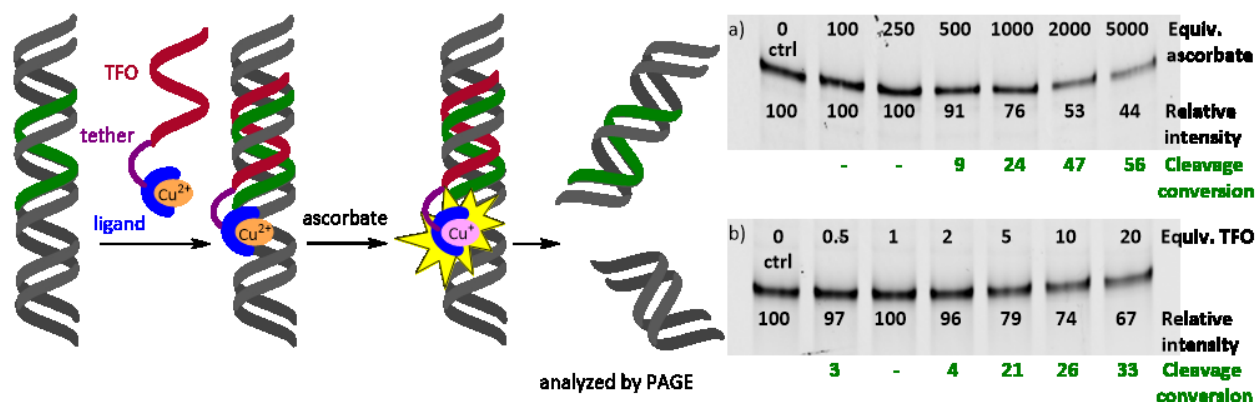 TFO
tether
Cu2+
ligand
Cu2+
ascorbate
Cu+
analyzed by PAGE
a)
0 100 250 500 1000 2000 5000 Equiv.
ctrl ascorbate
100 100 100 91 76 53 44 Relative
intensity
- - 9 24 47 56 Cleavage
conversion
b)
0 0.5 1 2 5 10 20 Equiv. TFO
ctrl
100 97 100 96 79 74 67 Relative
intensity
3 - 4 21 26 33 Cleavage
conversion